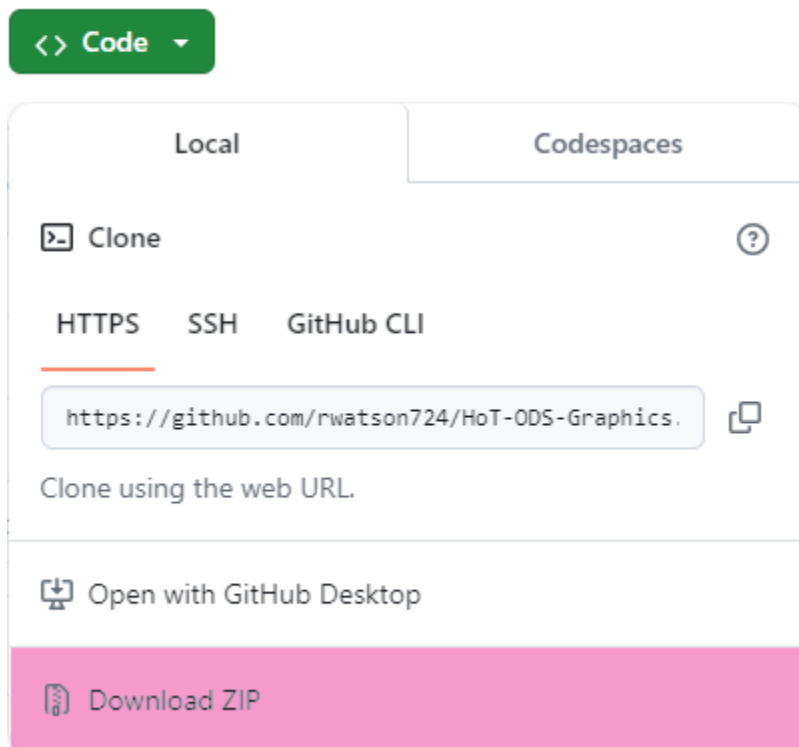 <> Code
Local Codespaces
Clone
HTTPS SSH GitHub CLI
https://github.com/rwatson724/HoT-ODS-Graphics.
Clone using the web URL.
Open with GitHub Desktop
Download ZIP